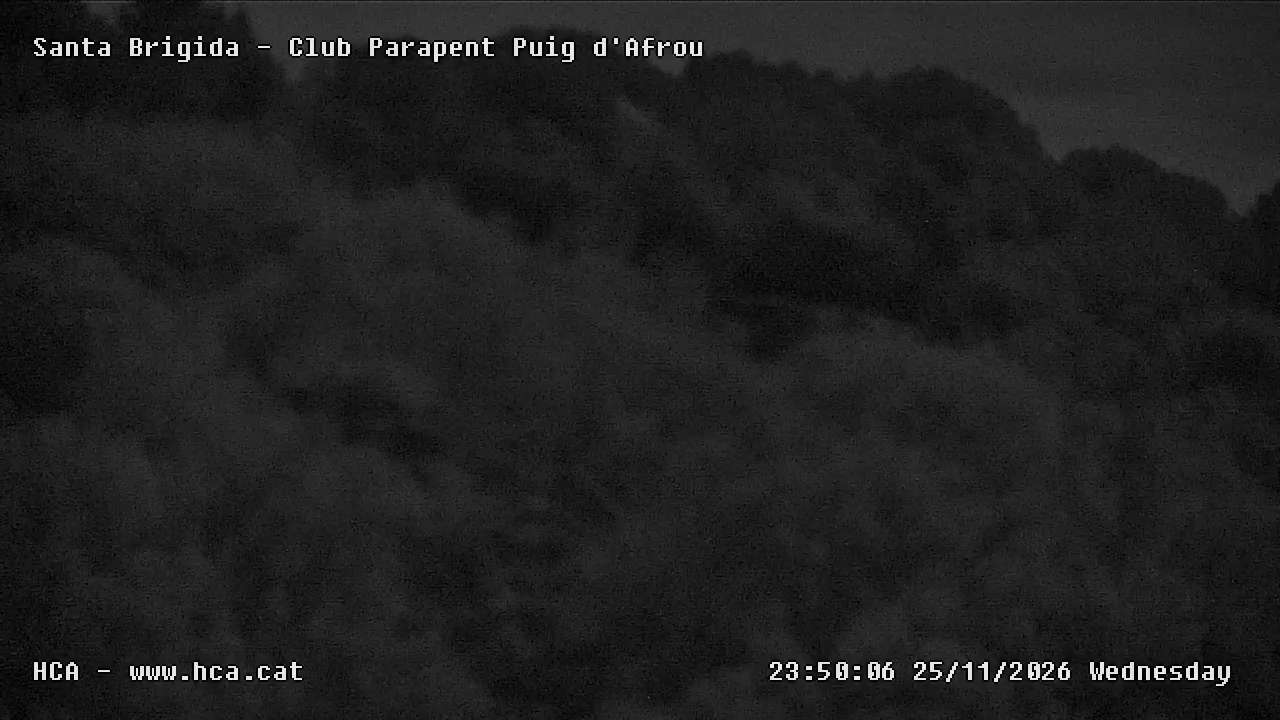 Santa Brigida - Club Parapent Puig d'Afrou
HCA - www.hca.cat
23:50:06 25/11/2026 Wednesday